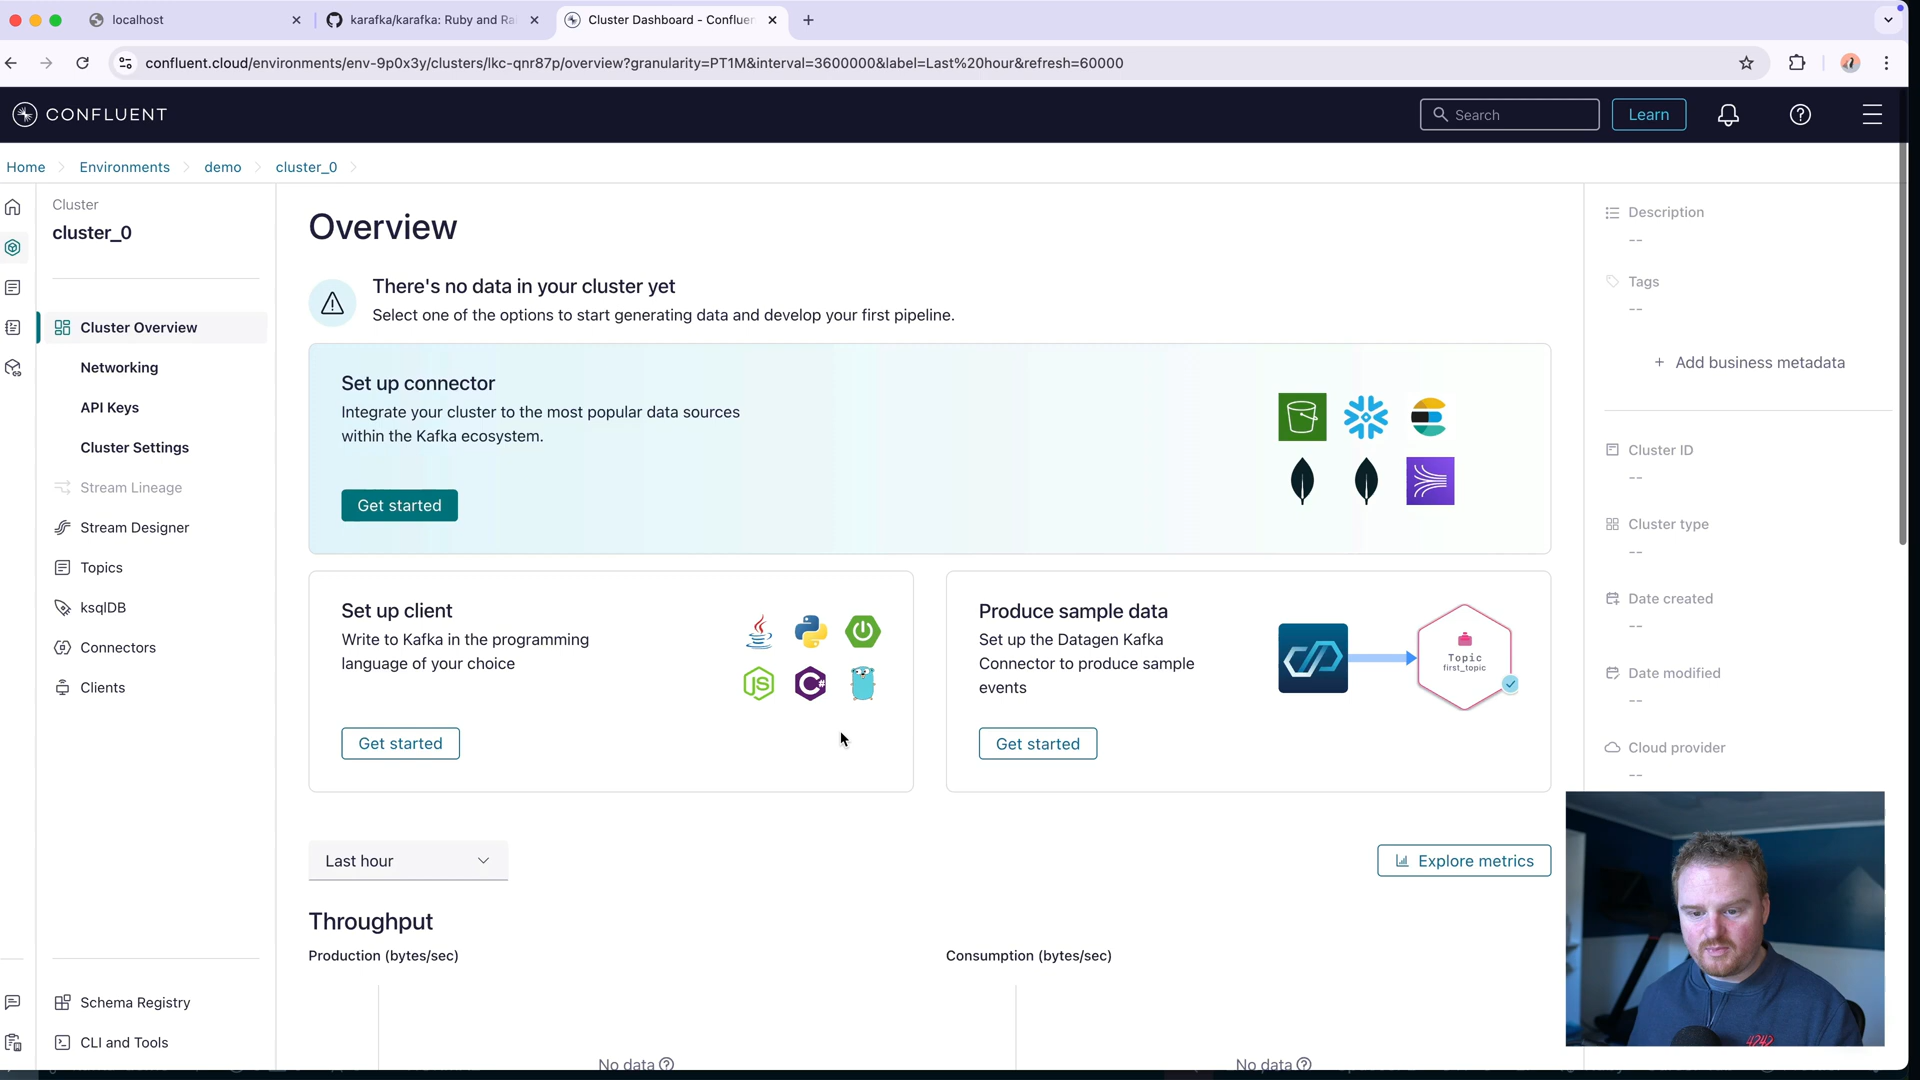 localhost
karafka/karafka: Ruby and Ra
Cluster Dashboard - Confluen
confluent.cloud/environments/env-9p0x3y/clusters/lkc-qnr87p/overview?granularity=PT1M&interval=3600000&label=Last%20hour&refresh=60000
CONFLUENT
Search
Learn
Home
Environments
demo
cluster_0
Cluster
cluster_0
Cluster Overview
Networking
API Keys
Cluster Settings
Stream Lineage
Stream Designer
Topics
ksqlDB
Connectors
Clients
Schema Registry
CLI and Tools
Overview
There's no data in your cluster yet
Select one of the options to start generating data and develop your first pipeline.
Set up connector
Integrate your cluster to the most popular data sources
within the Kafka ecosystem.
Get started
Set up client
Write to Kafka in the programming
language of your choice
JS
C#
Get started
Produce sample data
Set up the Datagen Kafka
Connector to produce sample
events
Topic
first_topic
Get started
Last hour
Explore metrics
Throughput
Production (bytes/sec)
Consumption (bytes/sec)
No data
No data
Description
--
Tags
--
+ Add business metadata
Cluster ID
--
Cluster type
--
Date created
--
Date modified
--
Cloud provider
--
4242